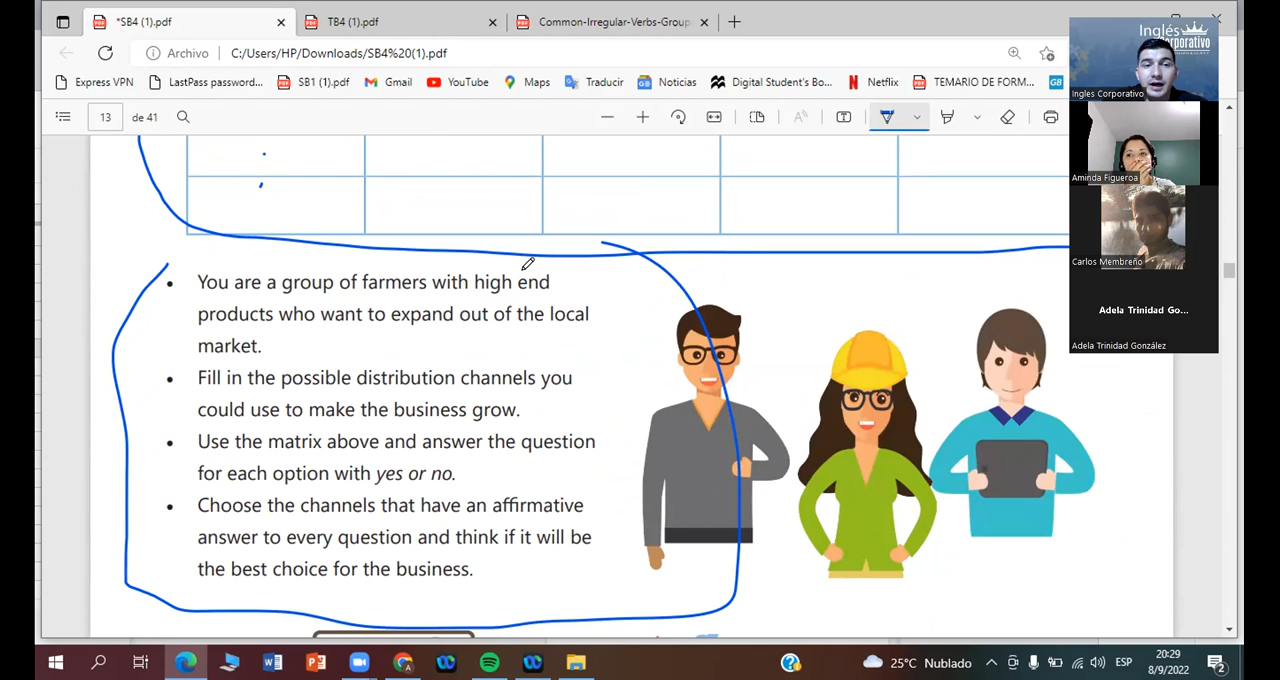 *SB4 (1).pdf
TB4 (1).pdf
Common-Irregular-Verbs-Group
Archivo
C:/Users/HP/Downloads/SB4%20(1).pdf
Express VPN
LastPass password...
SB1 (1).pdf
Gmail
YouTube
Maps
Traducir
Noticias
Digital Student's Bo...
Netflix
TEMARIO DE FORM...
GB
13
de 41
Inglés
Corporativo
Ingles Corporativo
Aminda Figueroa
Carlos Membreño
Adela Trinidad Go...
Adela Trinidad González
• You are a group of farmers with high end
products who want to expand out of the local
market.
• Fill in the possible distribution channels you
could use to make the business grow.
• Use the matrix above and answer the question
for each option with yes or no.
• Choose the channels that have an affirmative
answer to every question and think if it will be
the best choice for the business.
25°C Nublado
ESP
20:29
8/9/2022
2